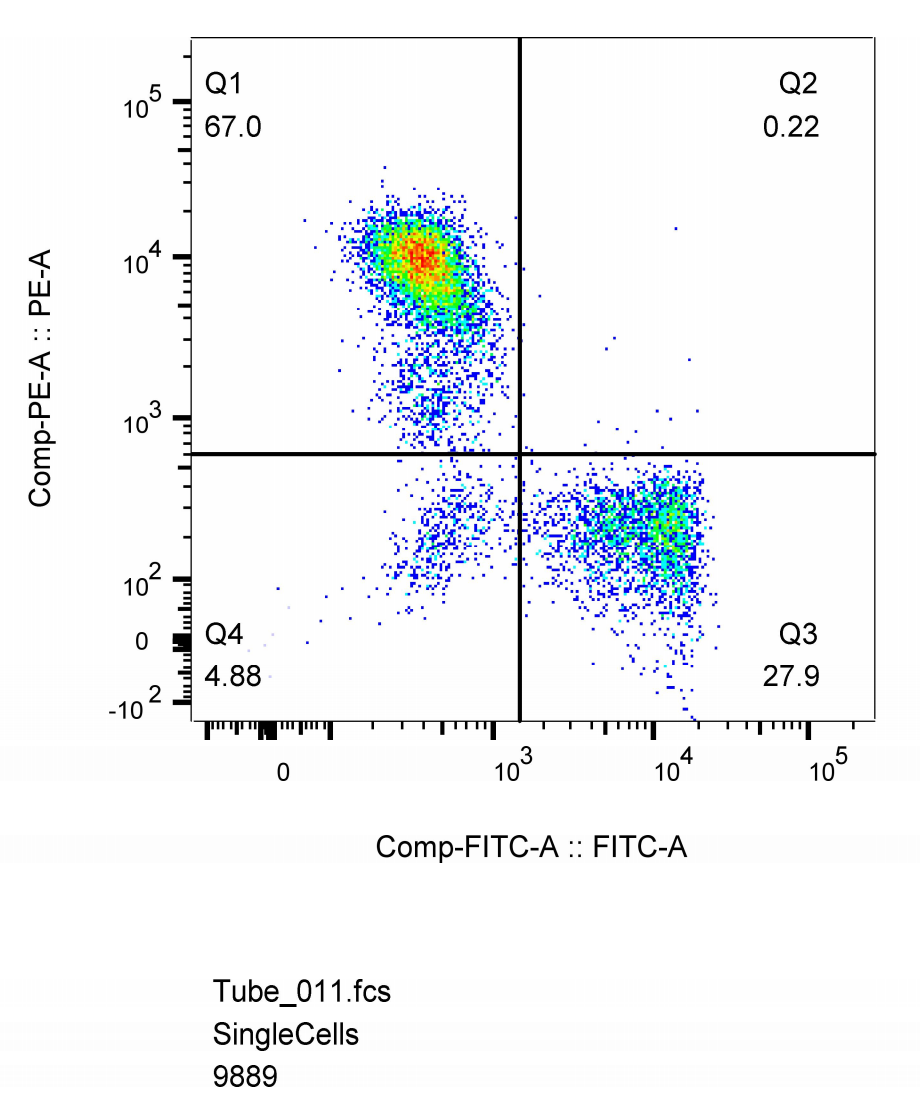 Q1
67.0
Q2
0.22
Q4
4.88
Q3
27.9
10^5
10^4
10^3
10^2
0
-10^2
Comp-PE-A :: PE-A
0
10^3
10^4
10^5
Comp-FITC-A :: FITC-A
Tube_011.fcs
SingleCells
9889